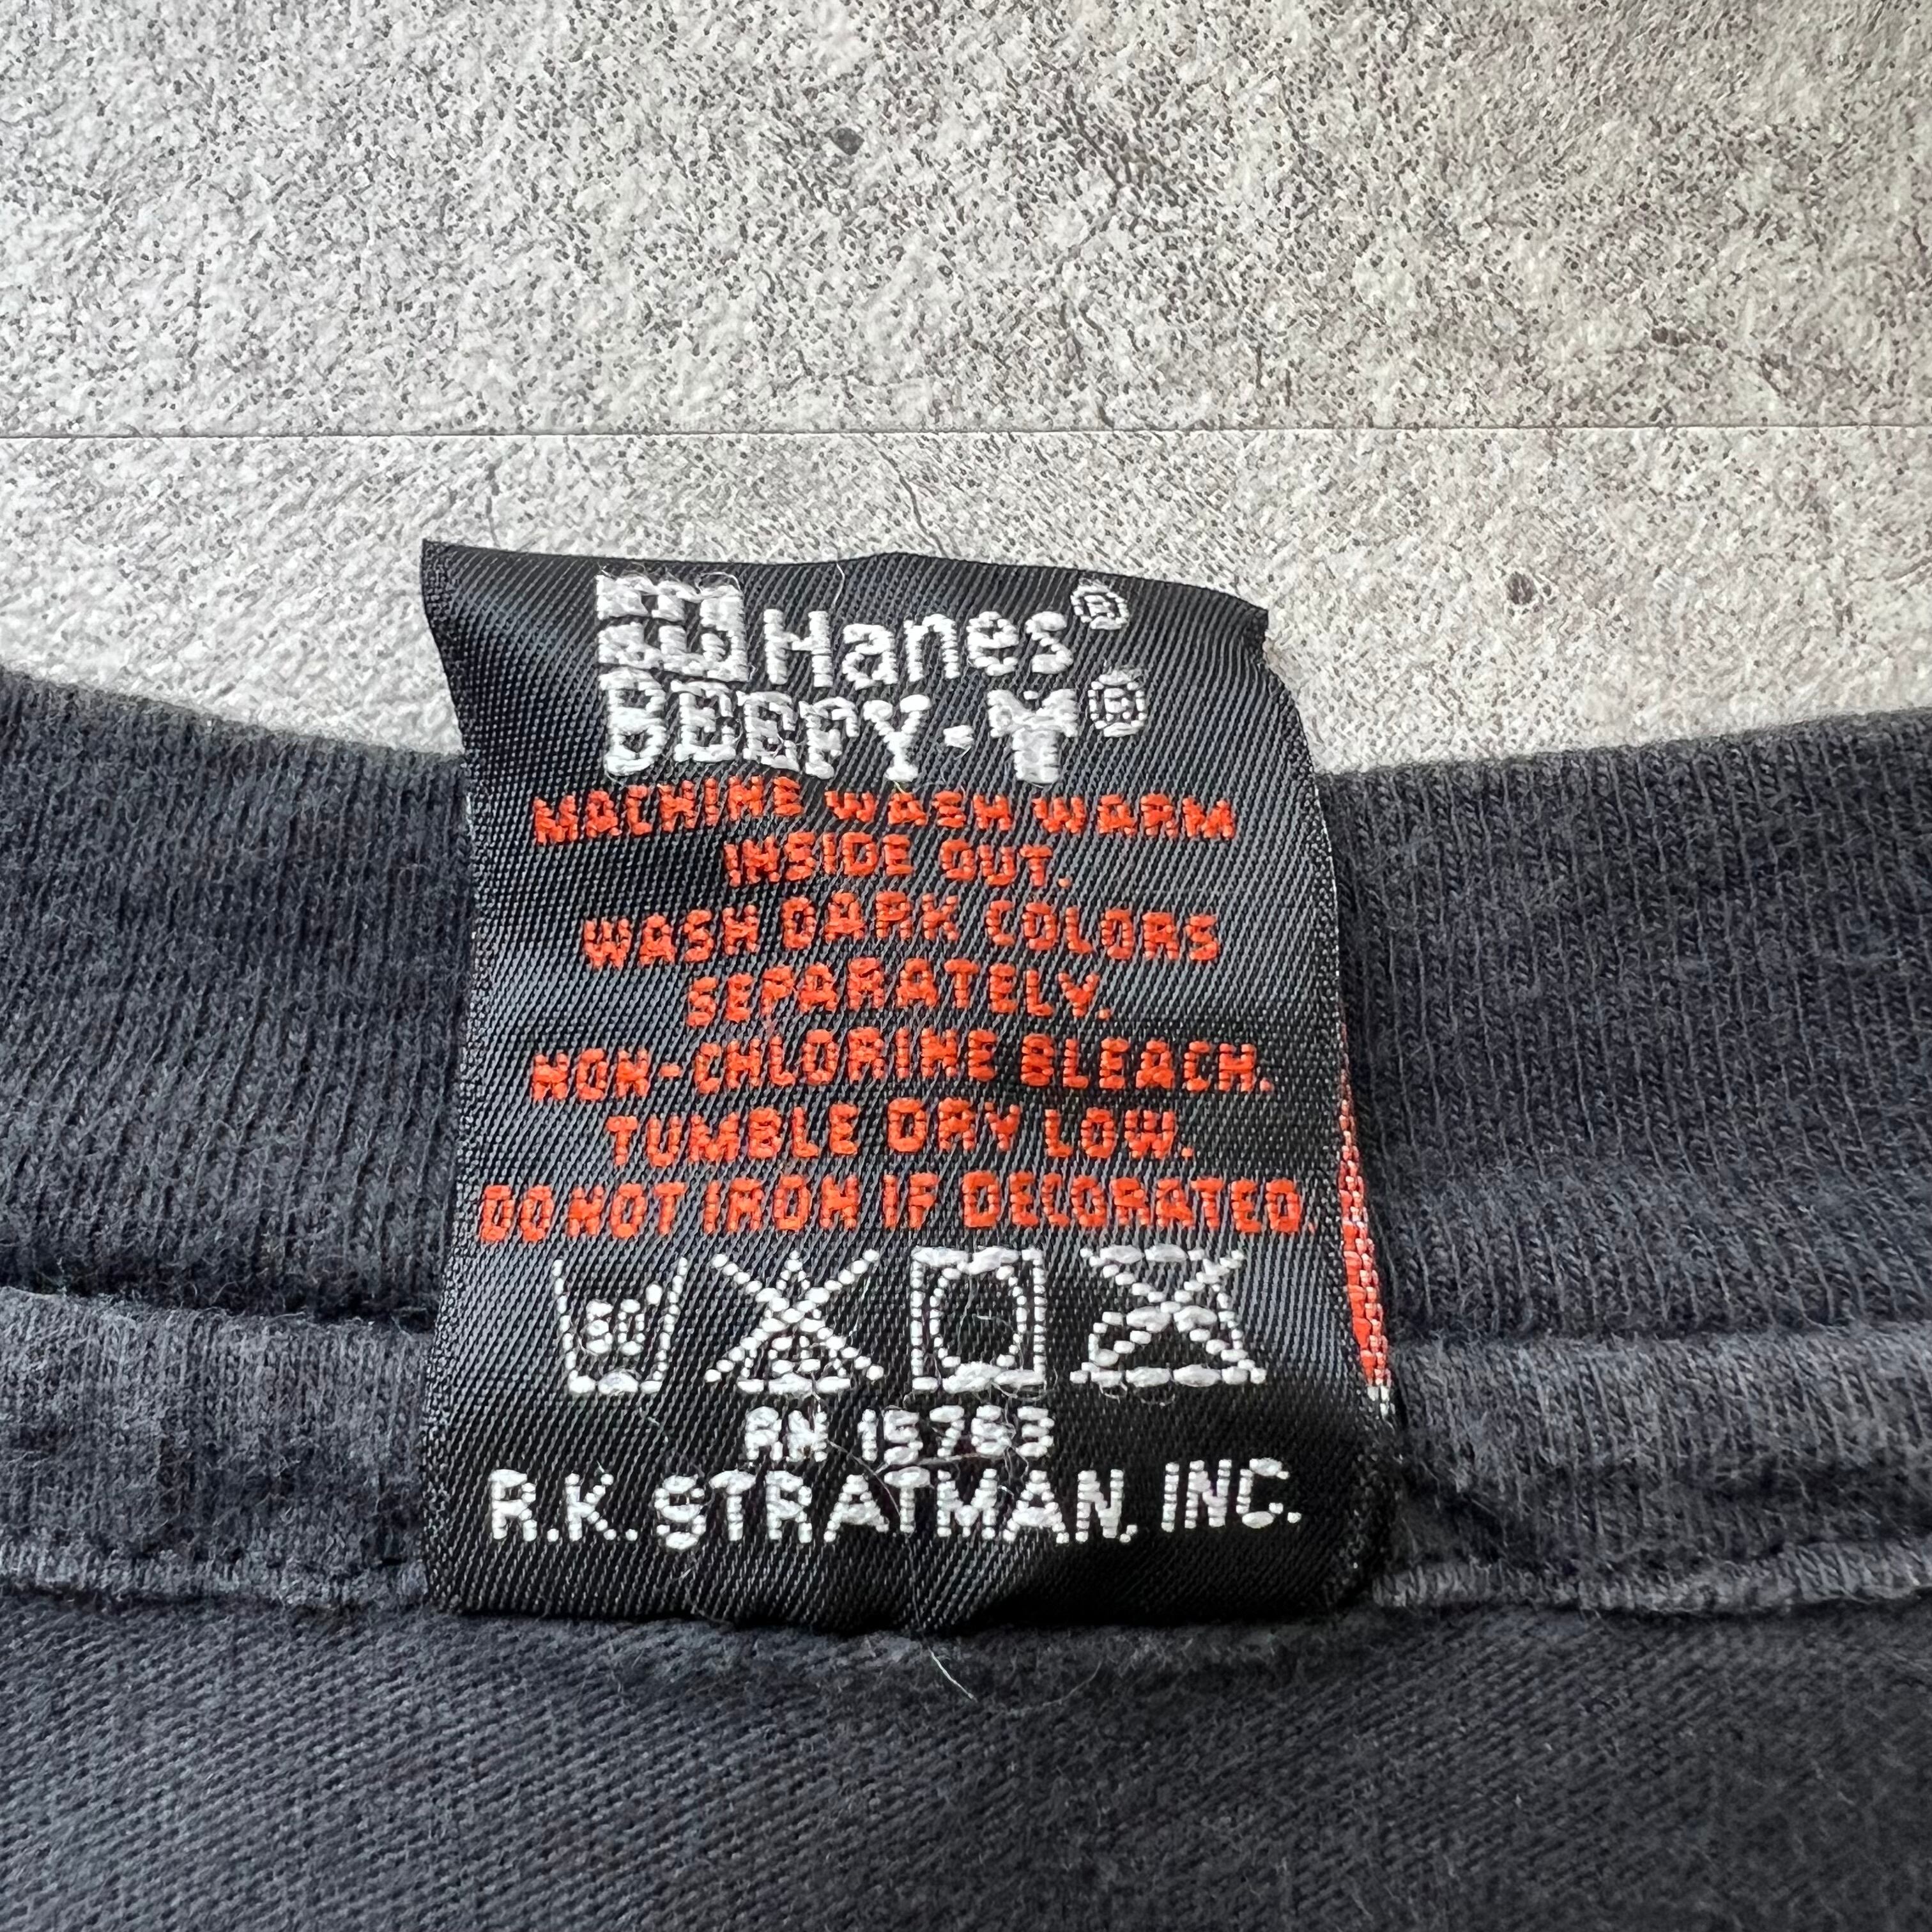 Hanes®
BEEFY-T®
MACHINE WASH WARM
INSIDE OUT.
WASH DARK COLORS
SEPARATELY.
NON-CHLORINE BLEACH.
TUMBLE DRY LOW.
DO NOT IRON IF DECORATED.
RN 15763
R.K. STRATMAN, INC.